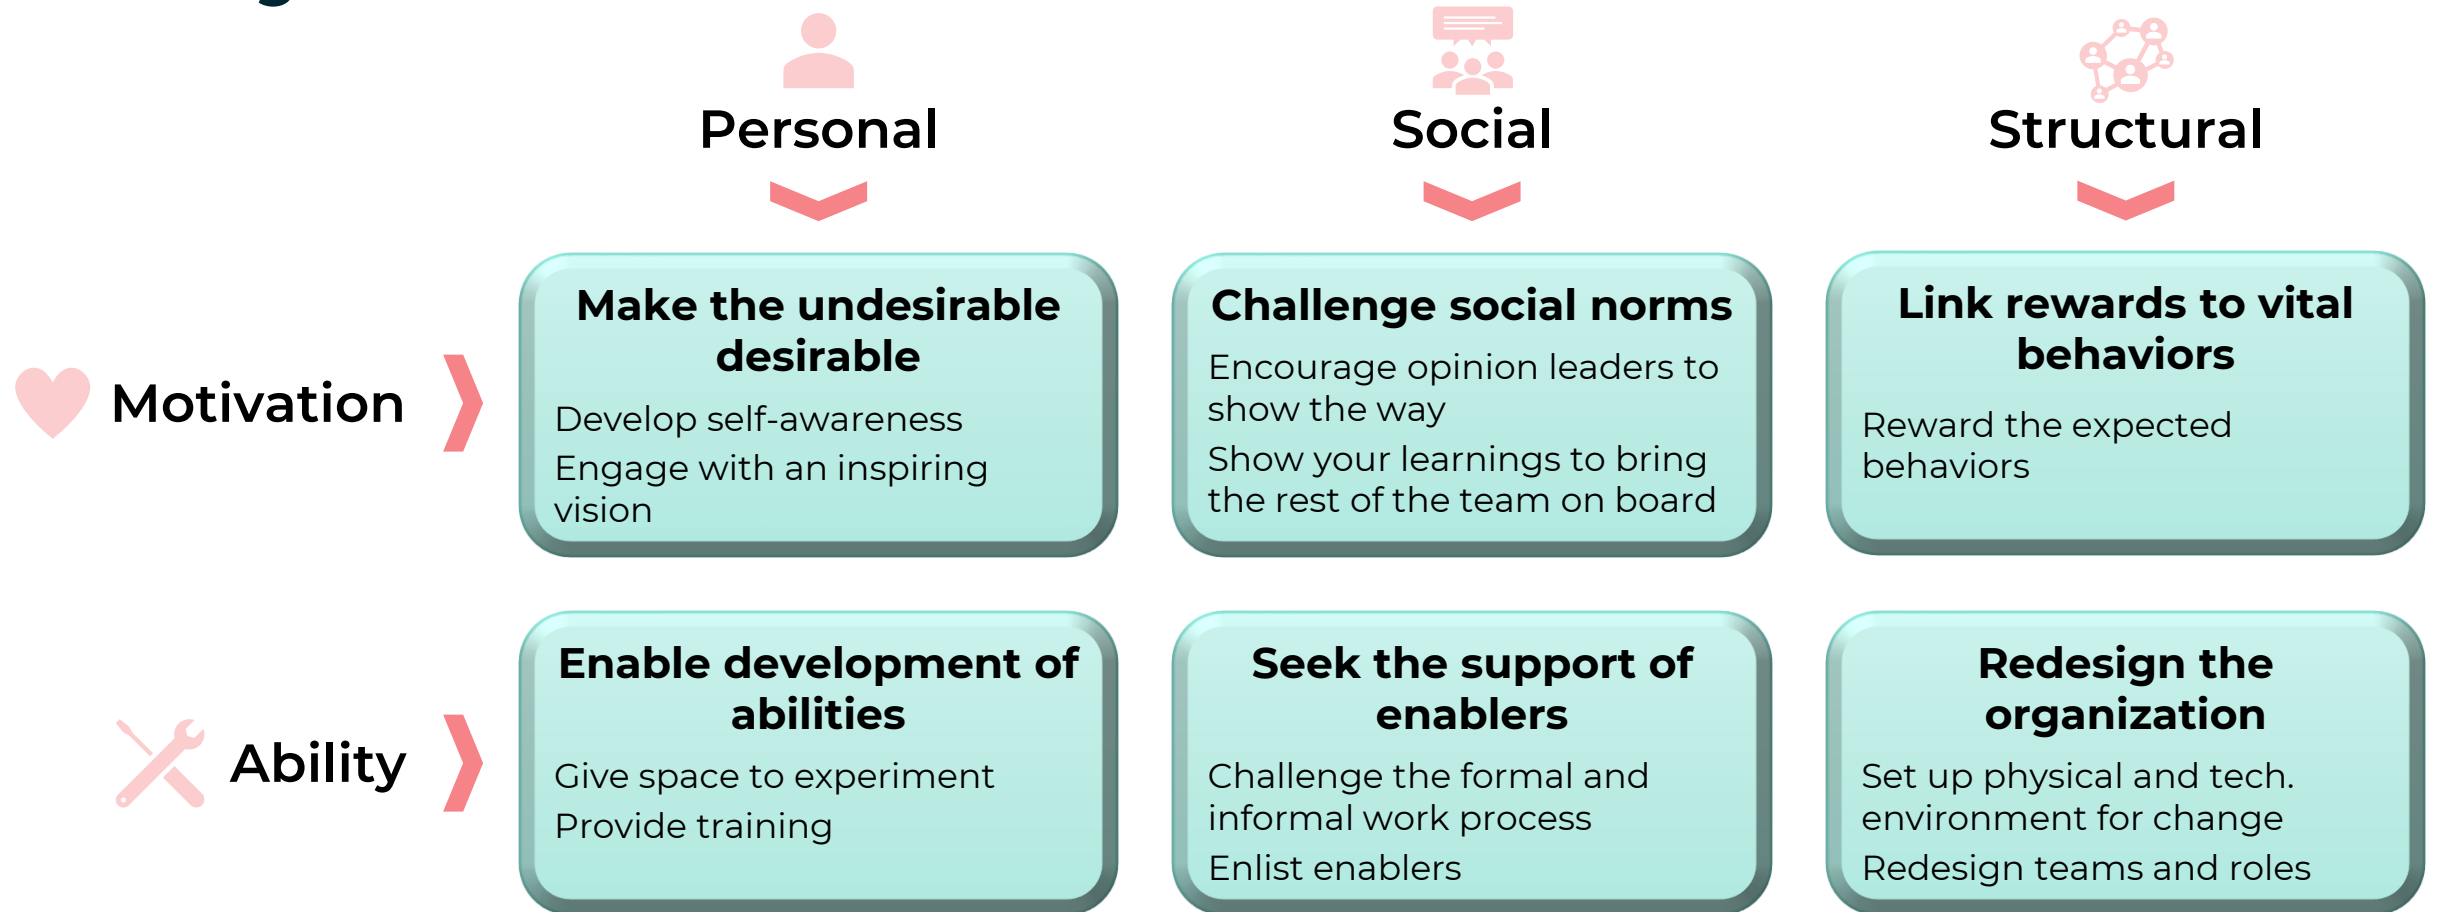 Personal
Social
Structural
Motivation
Make the undesirable
desirable
Develop self-awareness
Engage with an inspiring
vision
Challenge social norms
Encourage opinion leaders to
show the way
Show your learnings to bring
the rest of the team on board
Link rewards to vital
behaviors
Reward the expected
behaviors
Ability
Enable development of
abilities
Give space to experiment
Provide training
Seek the support of
enablers
Challenge the formal and
informal work process
Enlist enablers
Redesign the
organization
Set up physical and tech.
environment for change
Redesign teams and roles